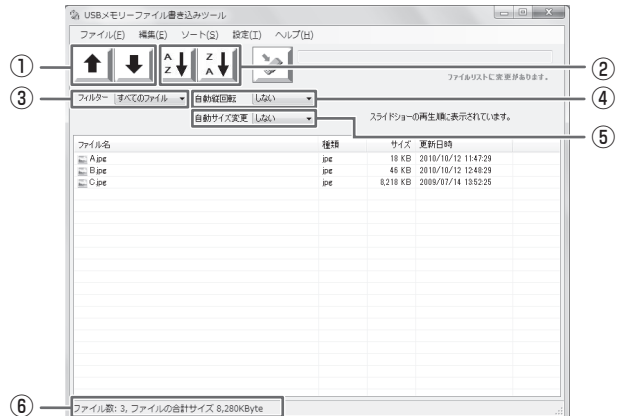 USBメモリーファイル書き込みツール
ファイル(F) 編集(E) ソート(S) 設定(T) ヘルプ(H)
① A Z Z A ②
ファイルリストに変更があります。
③ フィルター すべてのファイル 自動縦回転 しない ④
自動サイズ変更 しない スライドショーの再生順に表示されています。
⑤
ファイル名 種類 サイズ 更新日時
A.jpg jpg 18 KB 2010/10/12 11:47:29
B.jpg jpg 46 KB 2010/10/12 12:48:29
C.jpg jpg 8,218 KB 2009/07/14 13:52:25
⑥ ファイル数: 3, ファイルの合計サイズ 8,280KByte